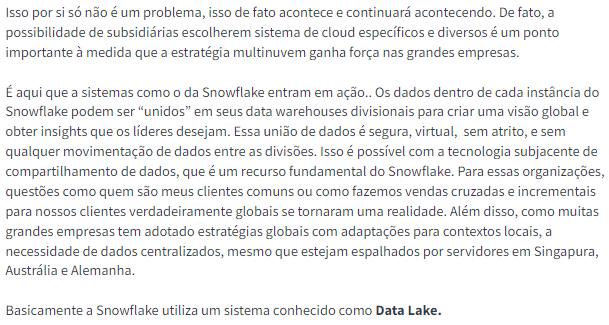 Isso por si só não é um problema, isso de fato acontece e continuará acontecendo. De fato, a
possibilidade de subsidiárias escolherem sistema de cloud específicos e diversos é um ponto
importante à medida que a estratégia multinuvem ganha força nas grandes empresas.
É aqui que a sistemas como o da Snowflake entram em ação.. Os dados dentro de cada instância do
Snowflake podem ser “unidos” em seus data warehouses divisionais para criar uma visão global e
obter insights que os líderes desejam. Essa união de dados é segura, virtual, sem atrito, e sem
qualquer movimentação de dados entre as divisões. Isso é possível com a tecnologia subjacente de
compartilhamento de dados, que é um recurso fundamental do Snowflake. Para essas organizações,
questões como quem são meus clientes comuns ou como fazemos vendas cruzadas e incrementais
para nossos clientes verdadeiramente globais se tornaram uma realidade. Além disso, como muitas
grandes empresas tem adotado estratégias globais com adaptações para contextos locais, a
necessidade de dados centralizados, mesmo que estejam espalhados por servidores em Singapura,
Austrália e Alemanha.
Basicamente a Snowflake utiliza um sistema conhecido como Data Lake.